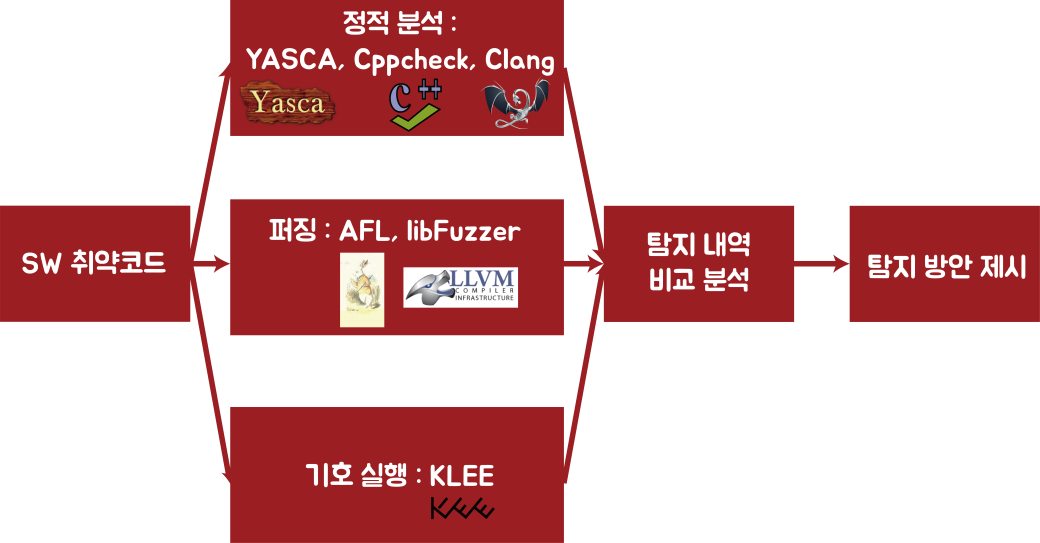 정적 분석 :
YASCA, Cppcheck, Clang
Yasca
C++
SW 취약코드
퍼징 : AFL, libFuzzer
LLVM
COMPILER
INFRASTRUCTURE
탐지 내역
비교 분석
탐지 방안 제시
기호 실행 : KLEE
KLEE